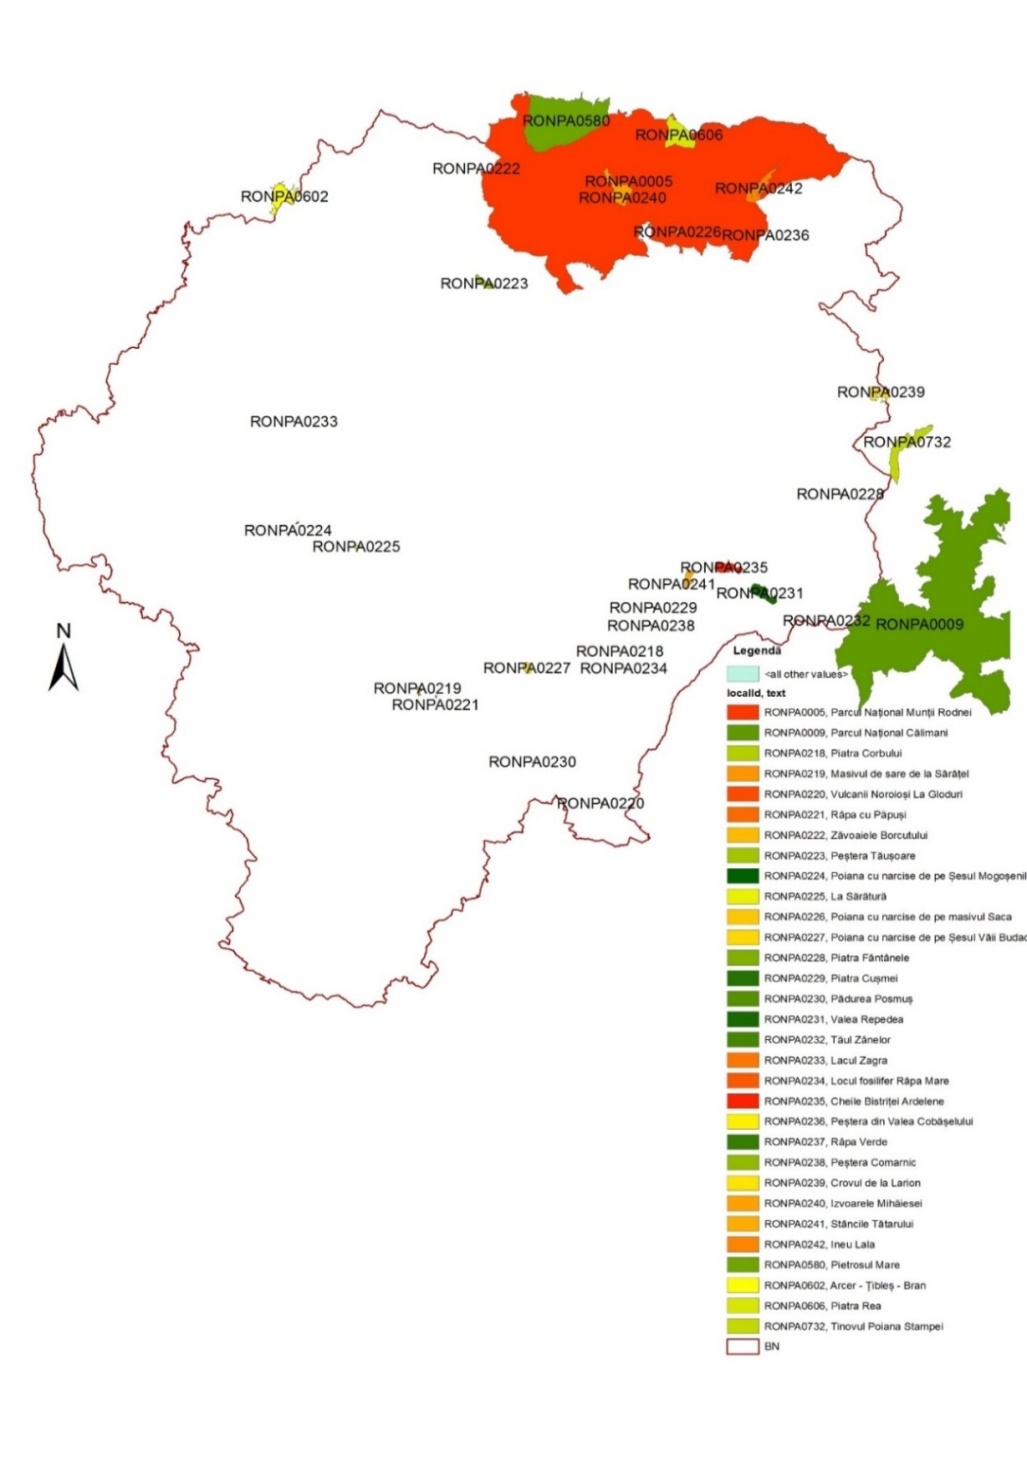 RONPA0580
RONPA0606
RONPA0222
RONPA0005
RONPA0242
RONPA0602
RONPA0240
RONPA0226
RONPA0236
RONPA0223
RONPA0239
RONPA0233
RONPA0732
RONPA0228
RONPA0224
RONPA0225
RONPA0235
RONPA0241
RONPA0231
RONPA0229
RONPA0232
RONPA0009
RONPA0238
N
RONPA0218
RONPA0227
RONPA0234
RONPA0219
RONPA0221
RONPA0230
RONPA0220
Legendă
<all other values>
localId, text
RONPA0005, Parcul Național Munții Rodnei
RONPA0009, Parcul Național Călimani
RONPA0218, Piatra Corbului
RONPA0219, Masivul de sare de la Sărățel
RONPA0220, Vulcanii Noroioși La Gloduri
RONPA0221, Râpa cu Păpuși
RONPA0222, Zăvoaiele Borcutului
RONPA0223, Peștera Tăușoare
RONPA0224, Poiana cu narcise de pe Șesul Mogoșenil
RONPA0225, La Sărătură
RONPA0226, Poiana cu narcise de pe masivul Saca
RONPA0227, Poiana cu narcise de pe Șesul Văii Budac
RONPA0228, Piatra Fântânele
RONPA0229, Piatra Cușmei
RONPA0230, Pădurea Posmuș
RONPA0231, Valea Repedea
RONPA0232, Tăul Zânelor
RONPA0233, Lacul Zagra
RONPA0234, Locul fosilifer Râpa Mare
RONPA0235, Cheile Bistriței Ardelene
RONPA0236, Peștera din Valea Cobășelului
RONPA0237, Râpa Verde
RONPA0238, Peștera Comarnic
RONPA0239, Crovul de la Larion
RONPA0240, Izvoarele Mihăiesei
RONPA0241, Stâncile Tătarului
RONPA0242, Ineu Lala
RONPA0580, Pietrosul Mare
RONPA0602, Arcer - Țibleș - Bran
RONPA0606, Piatra Rea
RONPA0732, Tinovul Poiana Stampei
BN